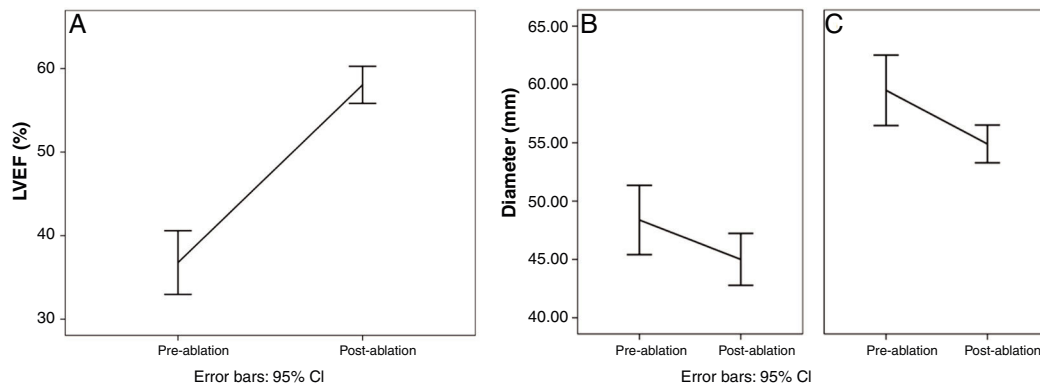 A
LVEF (%)
60
50
40
30
Pre-ablation Post-ablation
Error bars: 95% CI
B C
Diameter (mm)
65.00
60.00
55.00
50.00
45.00
40.00
Pre-ablation Post-ablation Pre-ablation Post-ablation
Error bars: 95% CI